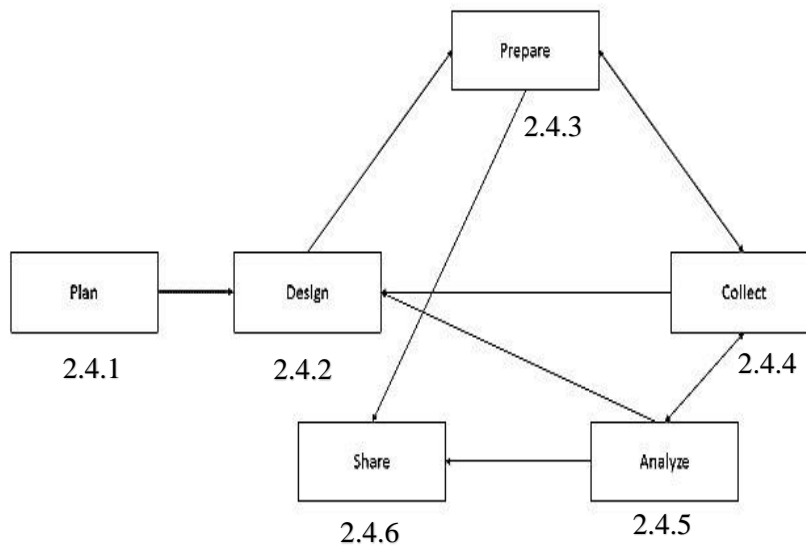 Prepare
2.4.3
Plan
Design
Collect
2.4.1
2.4.2
2.4.4
Share
Analyze
2.4.6
2.4.5